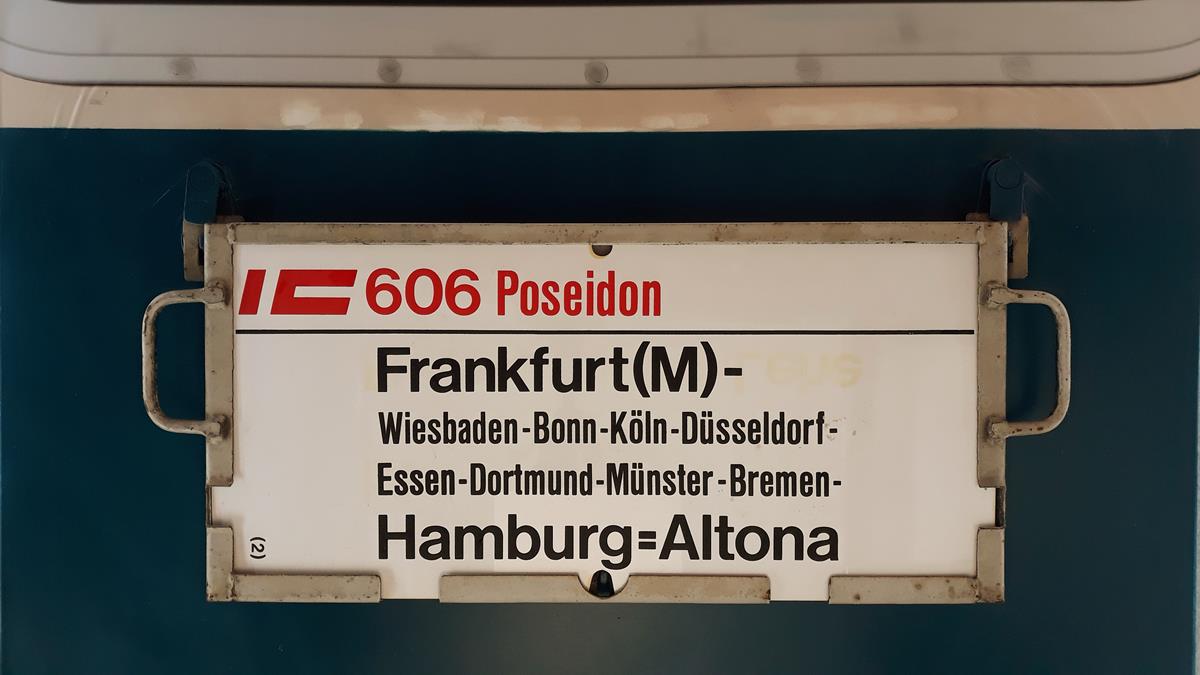 IC 606 Poseidon
Frankfurt(M)-
Wiesbaden-Bonn-Köln-Düsseldorf-
Essen-Dortmund-Münster-Bremen-
Hamburg=Altona
(2)